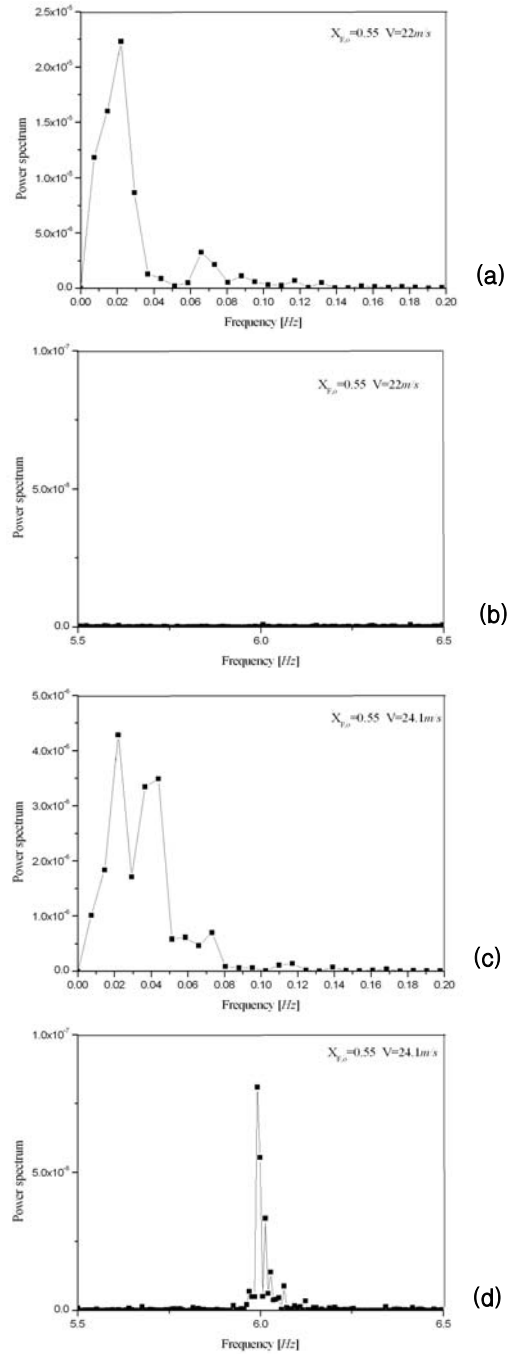 2.5x10⁻⁵
X_F,o=0.55 V=22m/s
2.0x10⁻⁵
1.5x10⁻⁵
1.0x10⁻⁵
5.0x10⁻⁶
0.0
Power spectrum
0.00 0.02 0.04 0.06 0.08 0.10 0.12 0.14 0.16 0.18 0.20
Frequency [Hz]
(a)
1.0x10⁻⁷
X_F,o=0.55 V=22m/s
5.0x10⁻⁸
0.0
Power spectrum
5.5 6.0 6.5
Frequency [Hz]
(b)
5.0x10⁻⁶
X_F,o=0.55 V=24.1m/s
4.0x10⁻⁶
3.0x10⁻⁶
2.0x10⁻⁶
1.0x10⁻⁶
0.0
Power spectrum
0.00 0.02 0.04 0.06 0.08 0.10 0.12 0.14 0.16 0.18 0.20
Frequency [Hz]
(c)
1.0x10⁻⁷
X_F,o=0.55 V=24.1m/s
5.0x10⁻⁸
0.0
Power spectrum
5.5 6.0 6.5
Frequency [Hz]
(d)